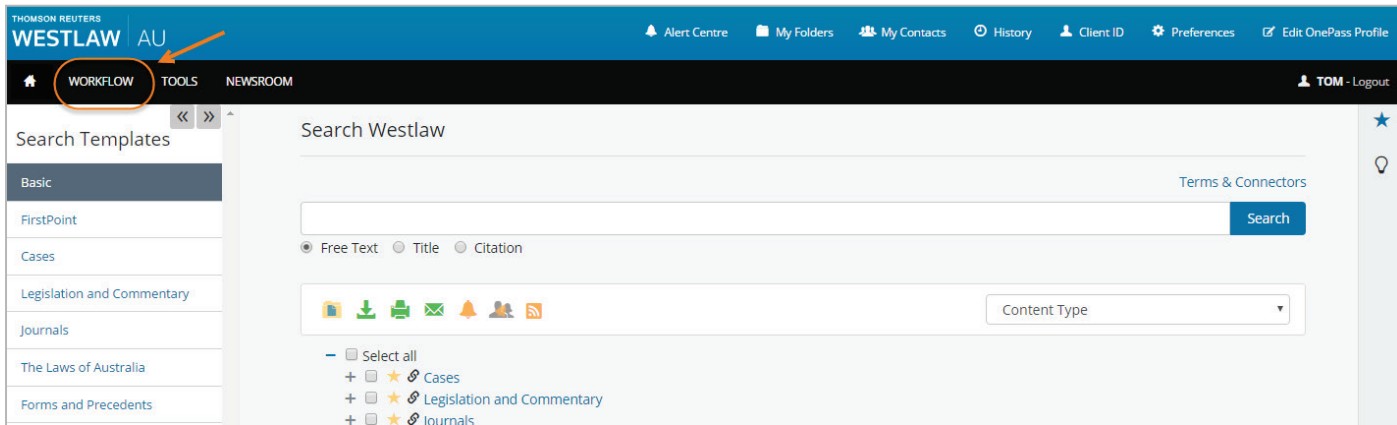 THOMSON REUTERS
WESTLAW AU
Alert Centre My Folders My Contacts History Client ID Preferences Edit OnePass Profile
WORKFLOW TOOLS NEWSROOM TOM - Logout
Search Templates
Basic
FirstPoint
Cases
Legislation and Commentary
Journals
The Laws of Australia
Forms and Precedents
Search Westlaw
Terms & Connectors
Search
Free Text Title Citation
Content Type
Select all
Cases
Legislation and Commentary
Journals